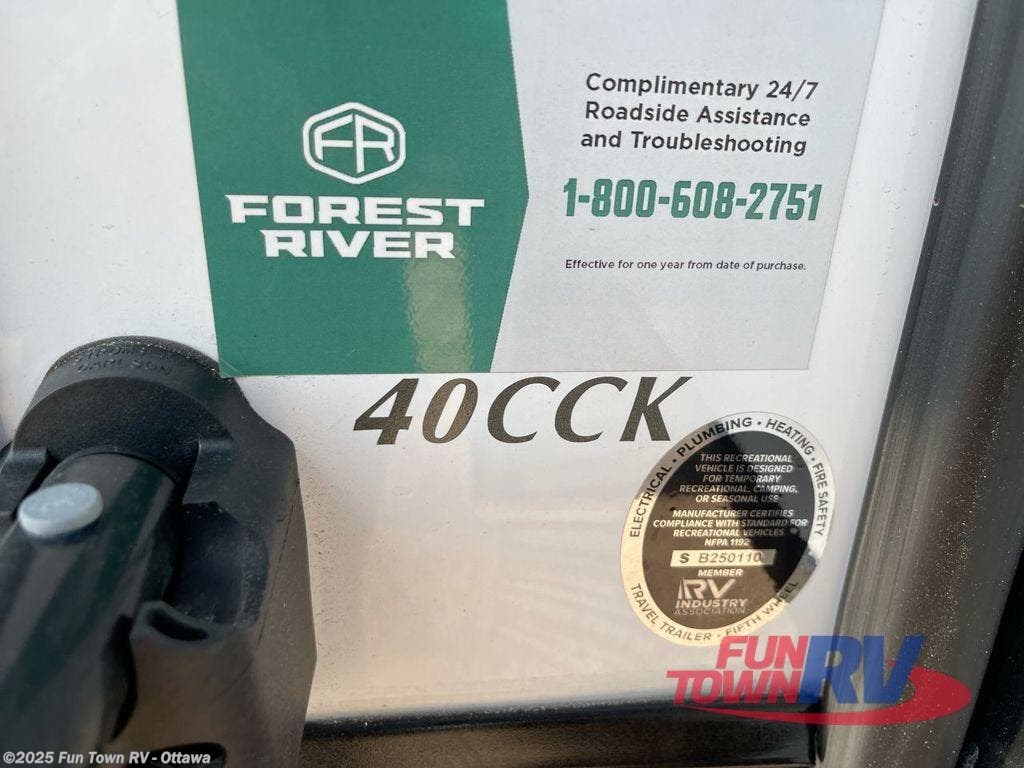 FR
FOREST
RIVER
Complimentary 24/7
Roadside Assistance
and Troubleshooting
1-800-608-2751
Effective for one year from date of purchase.
STROMBERG
CARLSON
40CCK
ELECTRICAL • PLUMBING • HEATING • FIRE SAFETY
THIS RECREATIONAL
VEHICLE IS DESIGNED
FOR TEMPORARY
RECREATIONAL, CAMPING,
OR SEASONAL USE
MANUFACTURER CERTIFIES
COMPLIANCE WITH STANDARD FOR
RECREATIONAL VEHICLES
NFPA 1192
S B250110
MEMBER
RV
INDUSTRY
ASSOCIATION
TRAVEL TRAILER • FIFTH WHEEL
FUN
TOWN RV
©2025 Fun Town RV - Ottawa